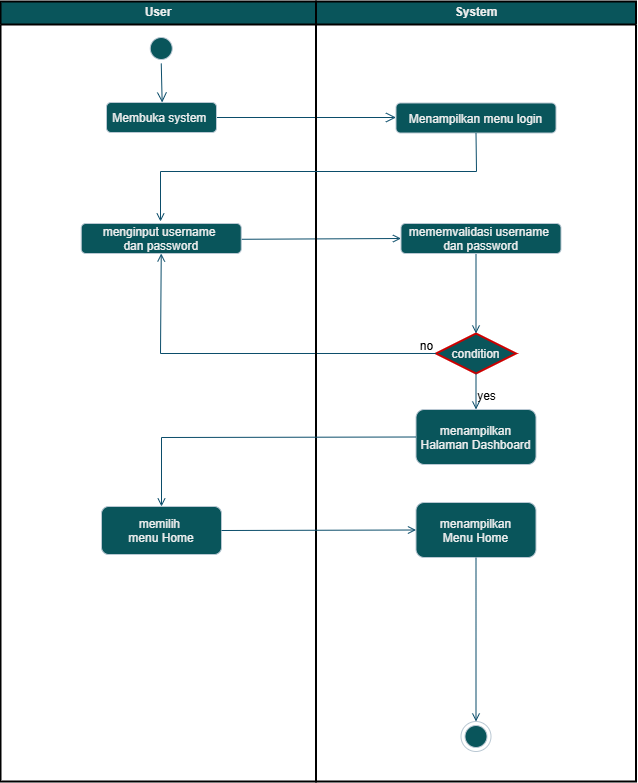 User
System
Membuka system
Menampilkan menu login
menginput username
dan password
mememvalidasi username
dan password
no
condition
yes
menampilkan
Halaman Dashboard
memilih
menu Home
menampilkan
Menu Home